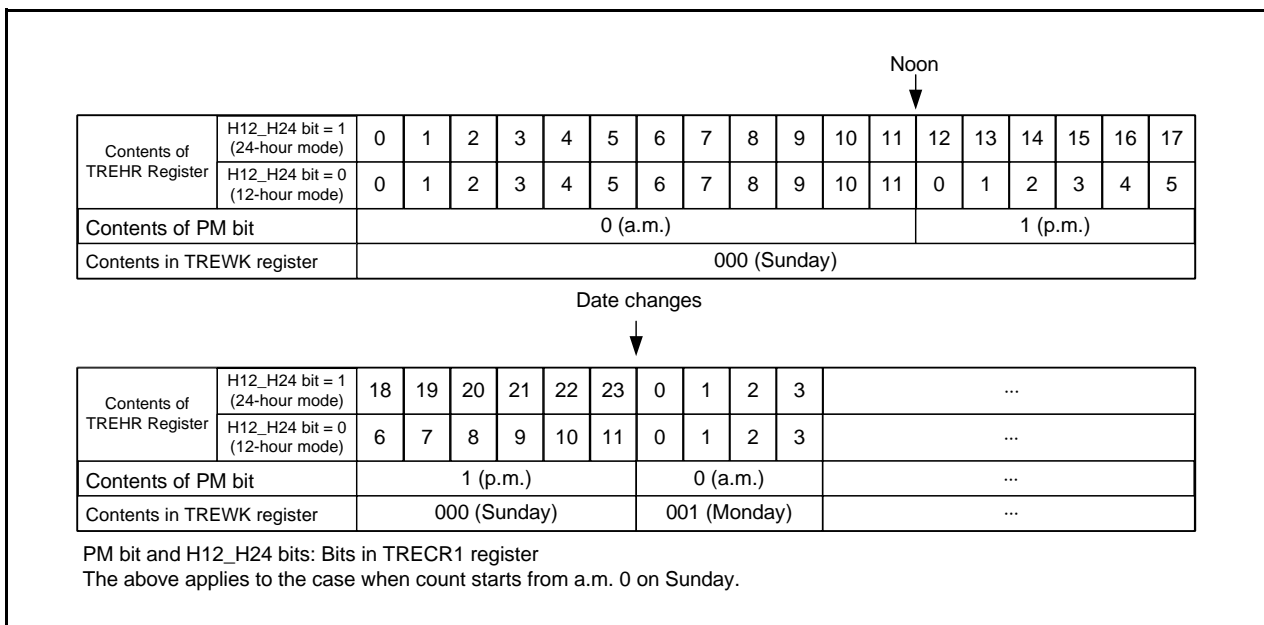 Noon
Contents of TREHR Register
H12_H24 bit = 1 (24-hour mode) 0 1 2 3 4 5 6 7 8 9 10 11 12 13 14 15 16 17
H12_H24 bit = 0 (12-hour mode) 0 1 2 3 4 5 6 7 8 9 10 11 0 1 2 3 4 5
Contents of PM bit 0 (a.m.) 1 (p.m.)
Contents in TREWK register 000 (Sunday)
Date changes
Contents of TREHR Register
H12_H24 bit = 1 (24-hour mode) 18 19 20 21 22 23 0 1 2 3 ...
H12_H24 bit = 0 (12-hour mode) 6 7 8 9 10 11 0 1 2 3 ...
Contents of PM bit 1 (p.m.) 0 (a.m.) ...
Contents in TREWK register 000 (Sunday) 001 (Monday) ...
PM bit and H12_H24 bits: Bits in TRECR1 register
The above applies to the case when count starts from a.m. 0 on Sunday.